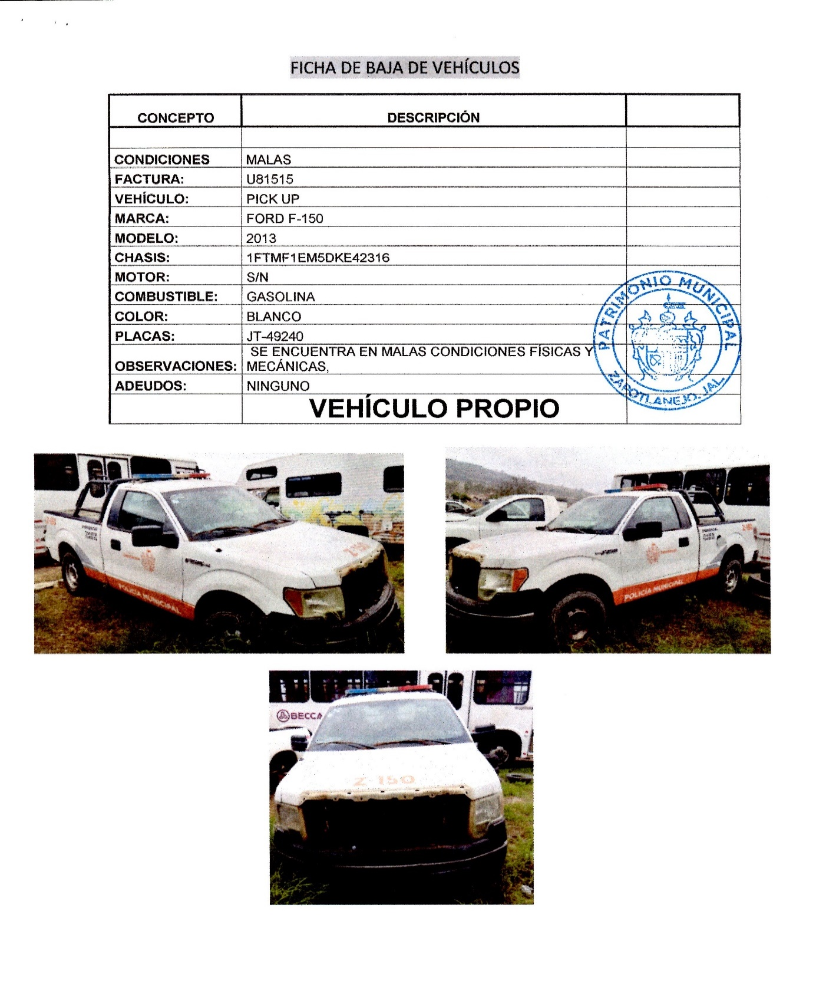 FICHA DE BAJA DE VEHÍCULOS
CONCEPTO DESCRIPCIÓN
CONDICIONES MALAS
FACTURA: U81515
VEHÍCULO: PICK UP
MARCA: FORD F-150
MODELO: 2013
CHASIS: 1FTMF1EM5DKE42316
MOTOR: S/N
COMBUSTIBLE: GASOLINA
COLOR: BLANCO
PLACAS: JT-49240
OBSERVACIONES: SE ENCUENTRA EN MALAS CONDICIONES FÍSICAS Y
MECÁNICAS,
ADEUDOS: NINGUNO
VEHÍCULO PROPIO
PATRIMONIO MUNICIPAL
ZAPOTLANEJO, JAL.
Z-150
POLICÍA MUNICIPAL
POLICÍA MUNICIPAL
BECCA
Z-150